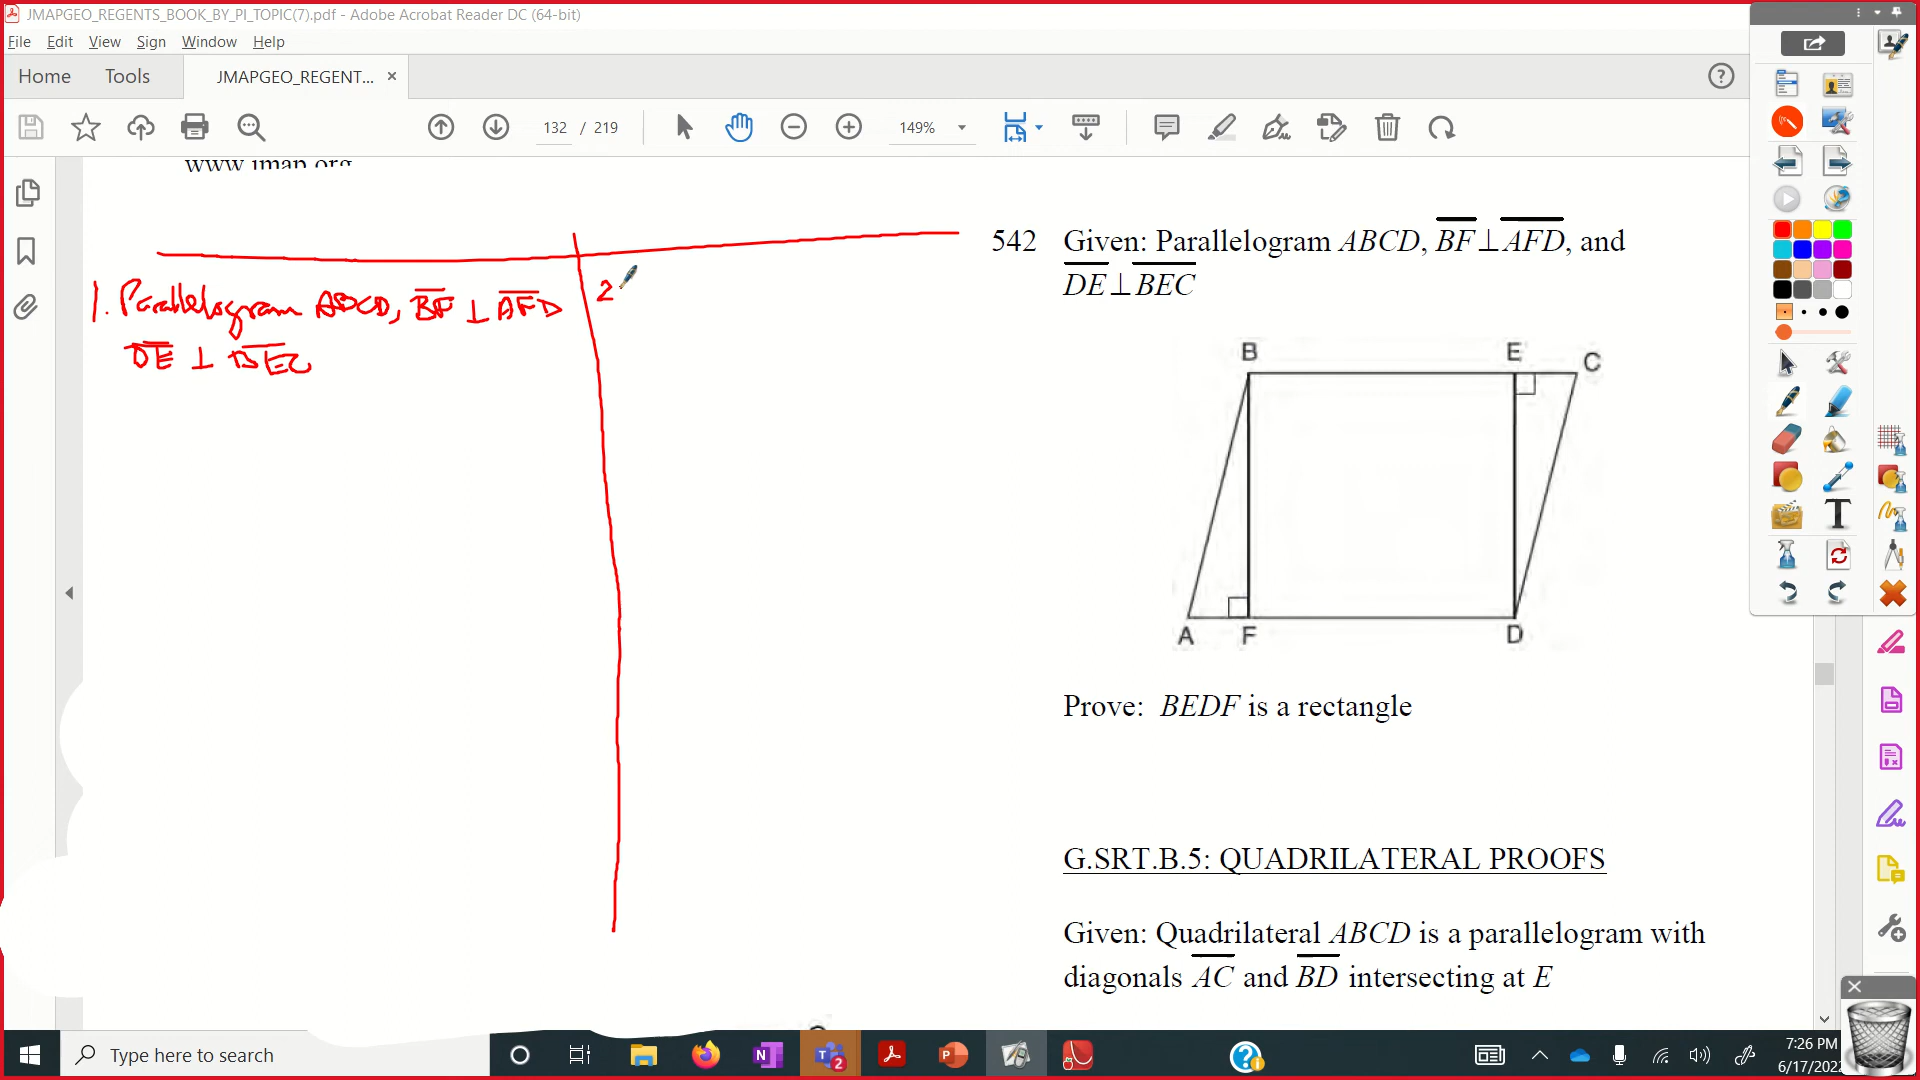 JMAPGEO_REGENTS_BOOK_BY_PI_TOPIC(7).pdf - Adobe Acrobat Reader DC (64-bit)
File Edit View Sign Window Help
Home Tools JMAPGEO_REGENT... ×
132 / 219 149%
www.jmap.org
1. Parallelogram ABCD, BF ⊥ AFD
DE ⊥ BEC
2
542 Given: Parallelogram ABCD, BF ⊥ AFD, and
DE ⊥ BEC
B E C
A F D
Prove: BEDF is a rectangle
G.SRT.B.5: QUADRILATERAL PROOFS
Given: Quadrilateral ABCD is a parallelogram with
diagonals AC and BD intersecting at E
Type here to search
7:26 PM